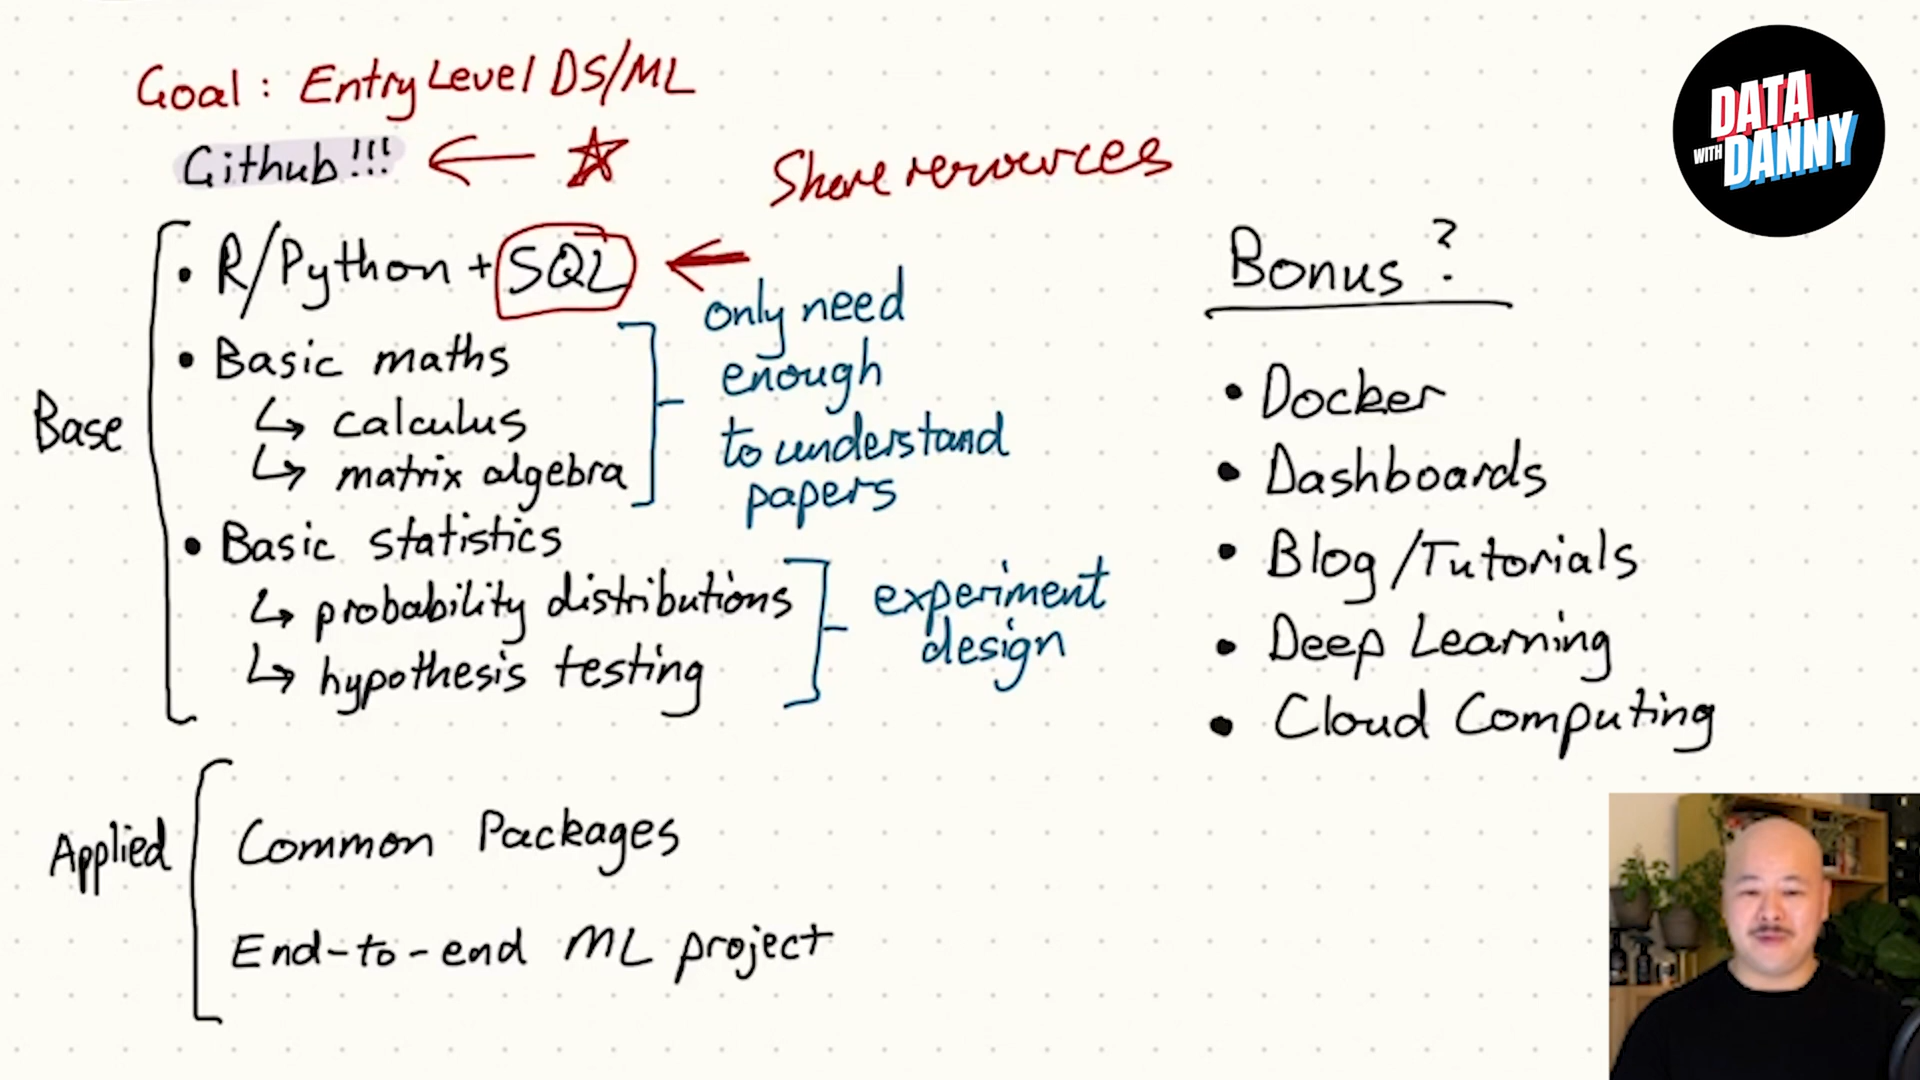 Goal: Entry Level DS/ML
Github!!!
Share resources
Base
• R/Python + SQL
• Basic maths
↳ calculus
↳ matrix algebra
only need
enough
to understand
papers
• Basic statistics
↳ probability distributions
↳ hypothesis testing
experiment
design
Applied
Common Packages
End-to-end ML project
Bonus?
• Docker
• Dashboards
• Blog/Tutorials
• Deep Learning
• Cloud Computing
DATA
WITH DANNY